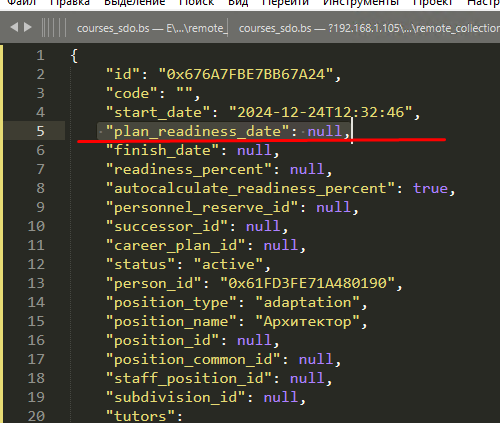 Файл Правка Выделение Поиск Вид Перейти Инструменты Проект
courses_sdo.bs — E\...\remote_ courses_sdo.bs — ?192.168.1.105\...\remote_collection
1 {
2 "id": "0x676A7FBE7BB67A24",
3 "code": "",
4 "start_date": "2024-12-24T12:32:46",
5 "plan_readiness_date": null,
6 "finish_date": null,
7 "readiness_percent": null,
8 "autocalculate_readiness_percent": true,
9 "personnel_reserve_id": null,
10 "successor_id": null,
11 "career_plan_id": null,
12 "status": "active",
13 "person_id": "0x61FD3FE71A480190",
14 "position_type": "adaptation",
15 "position_name": "Архитектор",
16 "position_id": null,
17 "position_common_id": null,
18 "staff_position_id": null,
19 "subdivision_id": null,
20 "tutors":